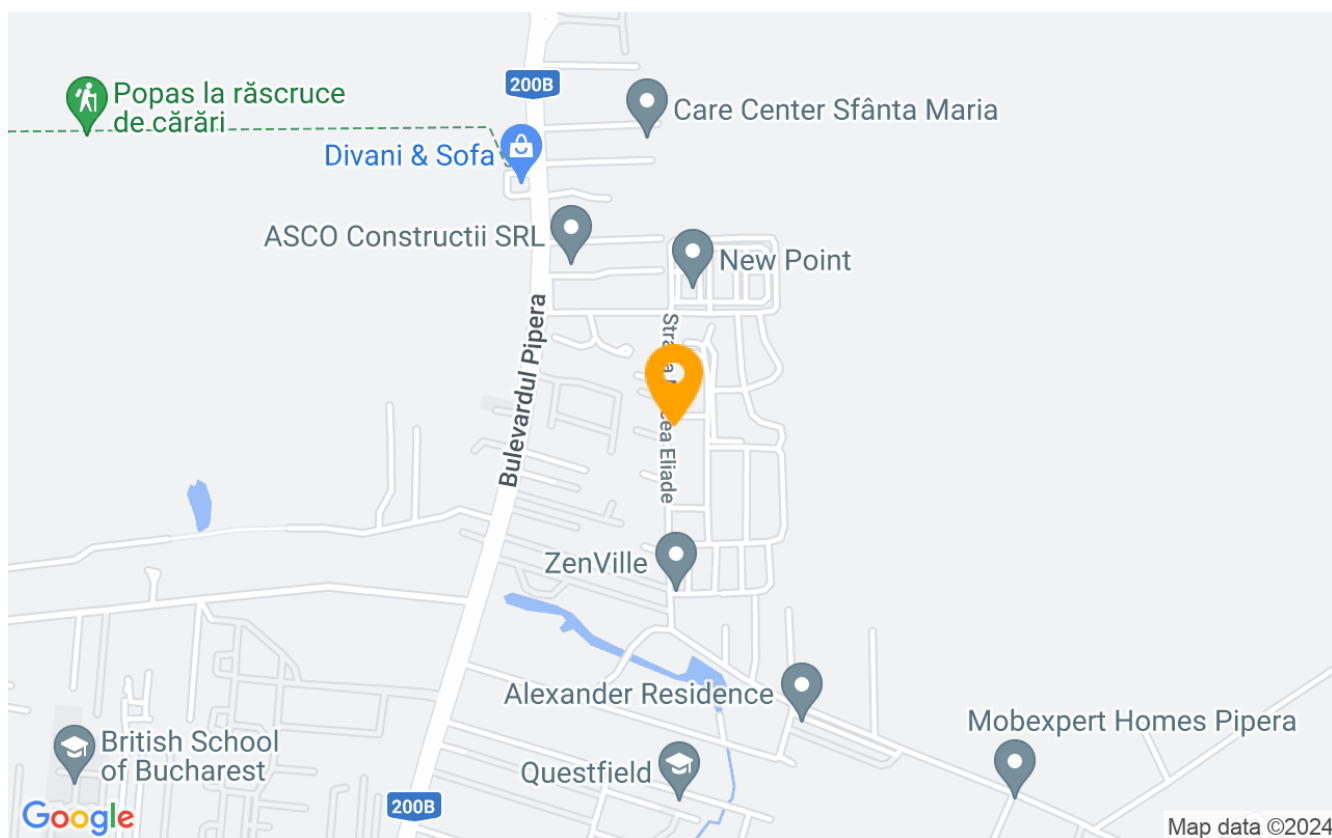 200B
Popas la răscruce
de cărări
Care Center Sfânta Maria
Divani & Sofa
ASCO Constructii SRL
New Point
Bulevardul Pipera
Eliade
ZenVille
Alexander Residence
Mobexpert Homes Pipera
British School
of Bucharest
Questfield
200B
Google
Map data ©2024